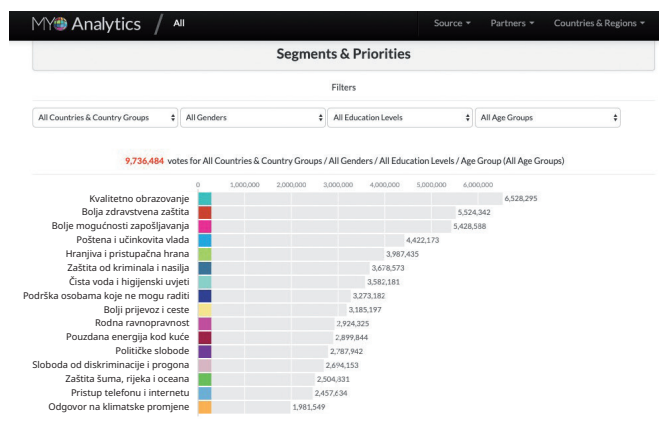 MY Analytics / All Source Partners Countries & Regions
Segments & Priorities
Filters
All Countries & Country Groups All Genders All Education Levels All Age Groups
9,736,484 votes for All Countries & Country Groups / All Genders / All Education Levels / Age Group (All Age Groups)
0 1,000,000 2,000,000 3,000,000 4,000,000 5,000,000 6,000,000
Kvalitetno obrazovanje 6,528,295
Bolja zdravstvena zaštita 5,524,342
Bolje mogućnosti zapošljavanja 5,428,588
Poštena i učinkovita vlada 4,422,173
Hranjiva i pristupačna hrana 3,987,435
Zaštita od kriminala i nasilja 3,678,573
Čista voda i higijenski uvjeti 3,582,181
Podrška osobama koje ne mogu raditi 3,273,182
Bolji prijevoz i ceste 3,185,197
Rodna ravnopravnost 2,924,325
Pouzdana energija kod kuće 2,899,844
Političke slobode 2,787,942
Sloboda od diskriminacije i progona 2,694,153
Zaštita šuma, rijeka i oceana 2,504,331
Pristup telefonu i internetu 2,457,634
Odgovor na klimatske promjene 1,981,549